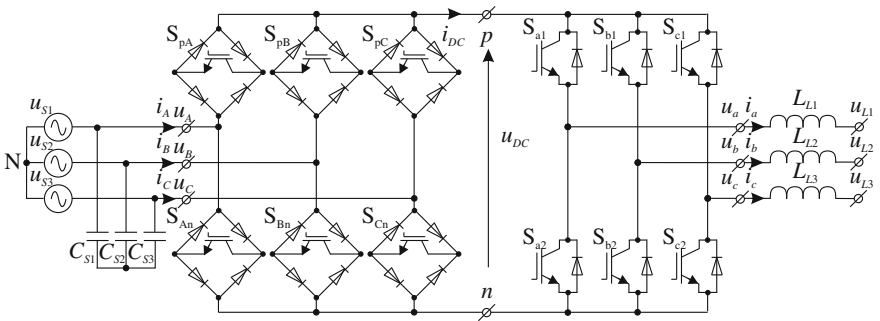 S_pA S_pB S_pC i_DC p S_a1 S_b1 S_c1
u_S1 i_A u_A u_a i_a L_L1 u_L1
u_S2 i_B u_B u_DC u_b i_b L_L2 u_L2
N
u_S3 i_C u_C u_c i_c L_L3 u_L3
S_An S_Bn S_Cn S_a2 S_b2 S_c2
C_S1 C_S2 C_S3
n